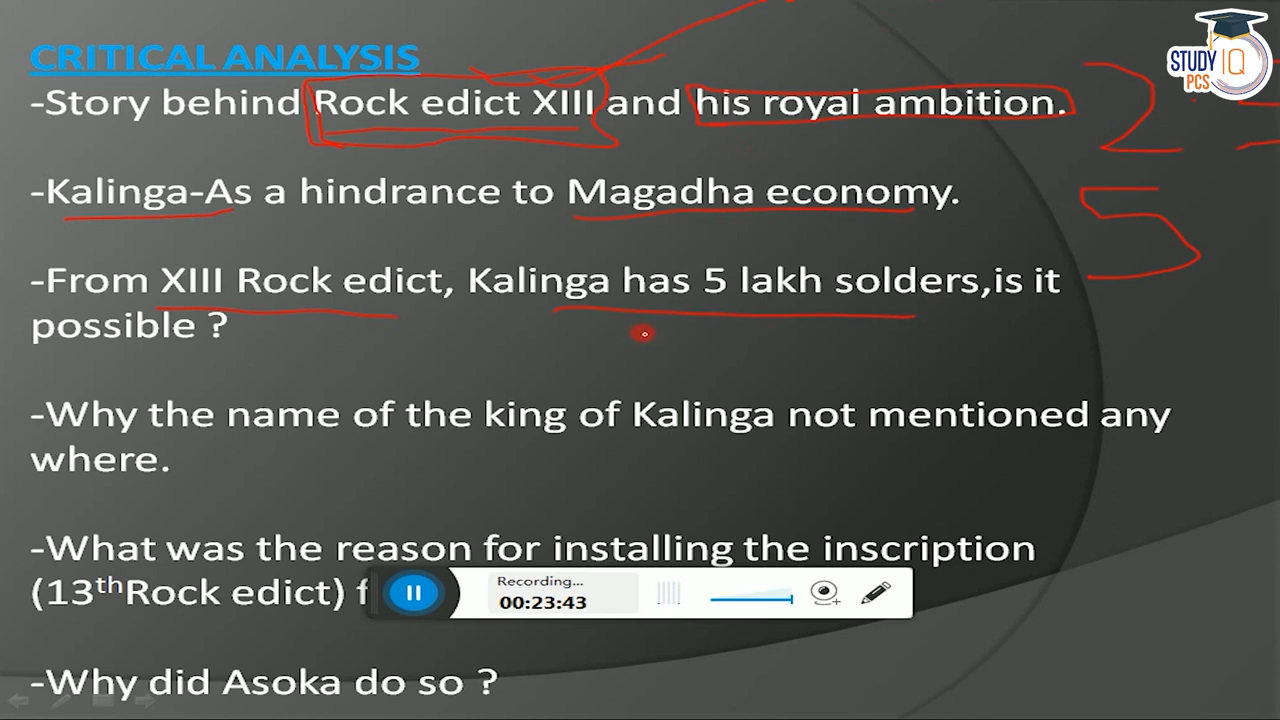 STUDY IQ
PCS
CRITICAL ANALYSIS
-Story behind Rock edict XIII and his royal ambition.
-Kalinga-As a hindrance to Magadha economy.
-From XIII Rock edict, Kalinga has 5 lakh solders,is it
possible ?
-Why the name of the king of Kalinga not mentioned any
where.
-What was the reason for installing the inscription
(13thRock edict)
Recording...
00:23:43
-Why did Asoka do so ?